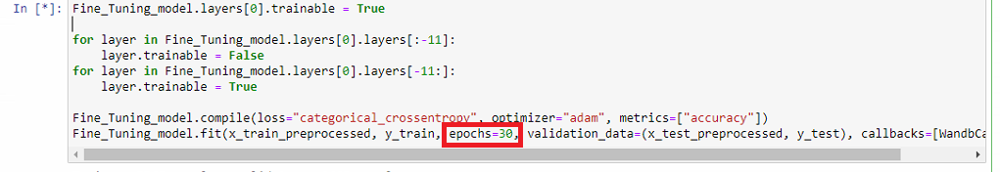 In [*]: Fine_Tuning_model.layers[0].trainable = True
for layer in Fine_Tuning_model.layers[0].layers[:-11]:
layer.trainable = False
for layer in Fine_Tuning_model.layers[0].layers[-11:]:
layer.trainable = True
Fine_Tuning_model.compile(loss="categorical_crossentropy", optimizer="adam", metrics=["accuracy"])
Fine_Tuning_model.fit(x_train_preprocessed, y_train, epochs=30, validation_data=(x_test_preprocessed, y_test), callbacks=[WandbCa